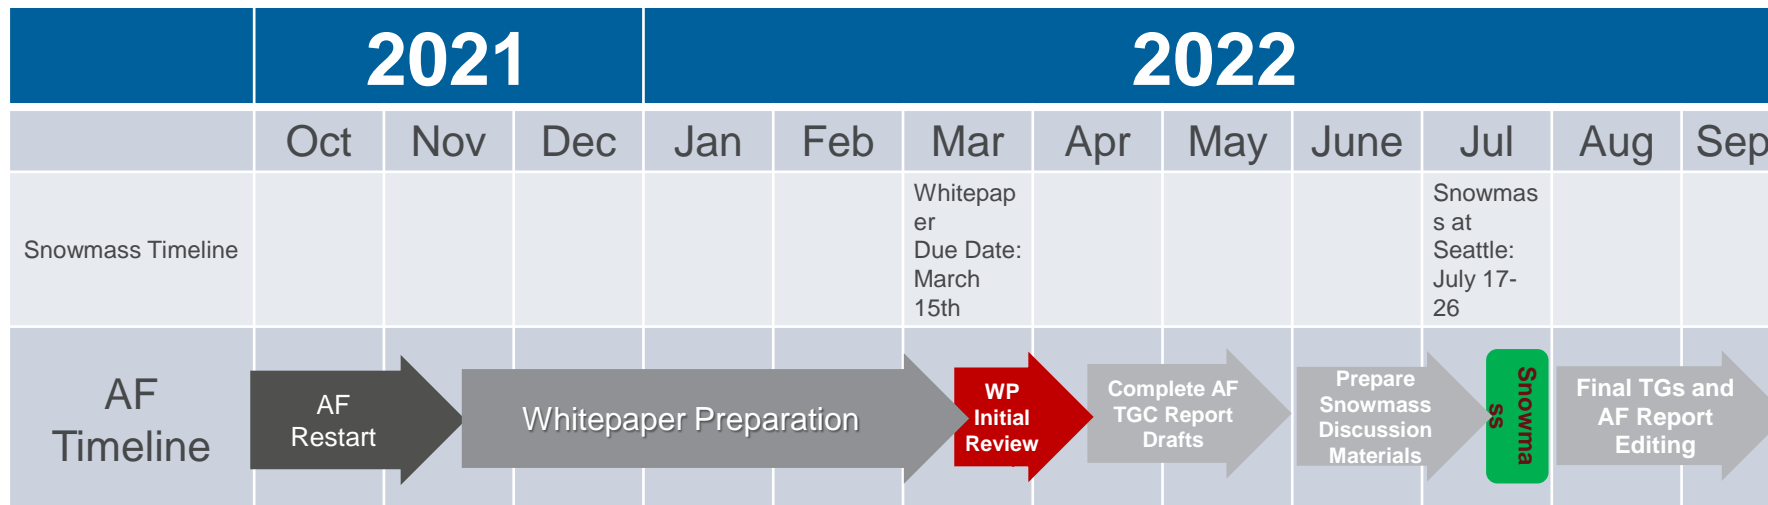 2021
2022
Oct
Nov
Dec
Jan
Feb
Mar
Apr
May
June
Jul
Aug
Sep
Snowmass Timeline
Whitepap
er
Due Date:
March
15th
Snowmas
s at
Seattle:
July 17-
26
AF
Timeline
AF
Restart
Whitepaper Preparation
WP
Initial
Review
Complete AF
TGC Report
Drafts
Prepare
Snowmass
Discussion
Materials
Snowma
ss
Final TGs and
AF Report
Editing